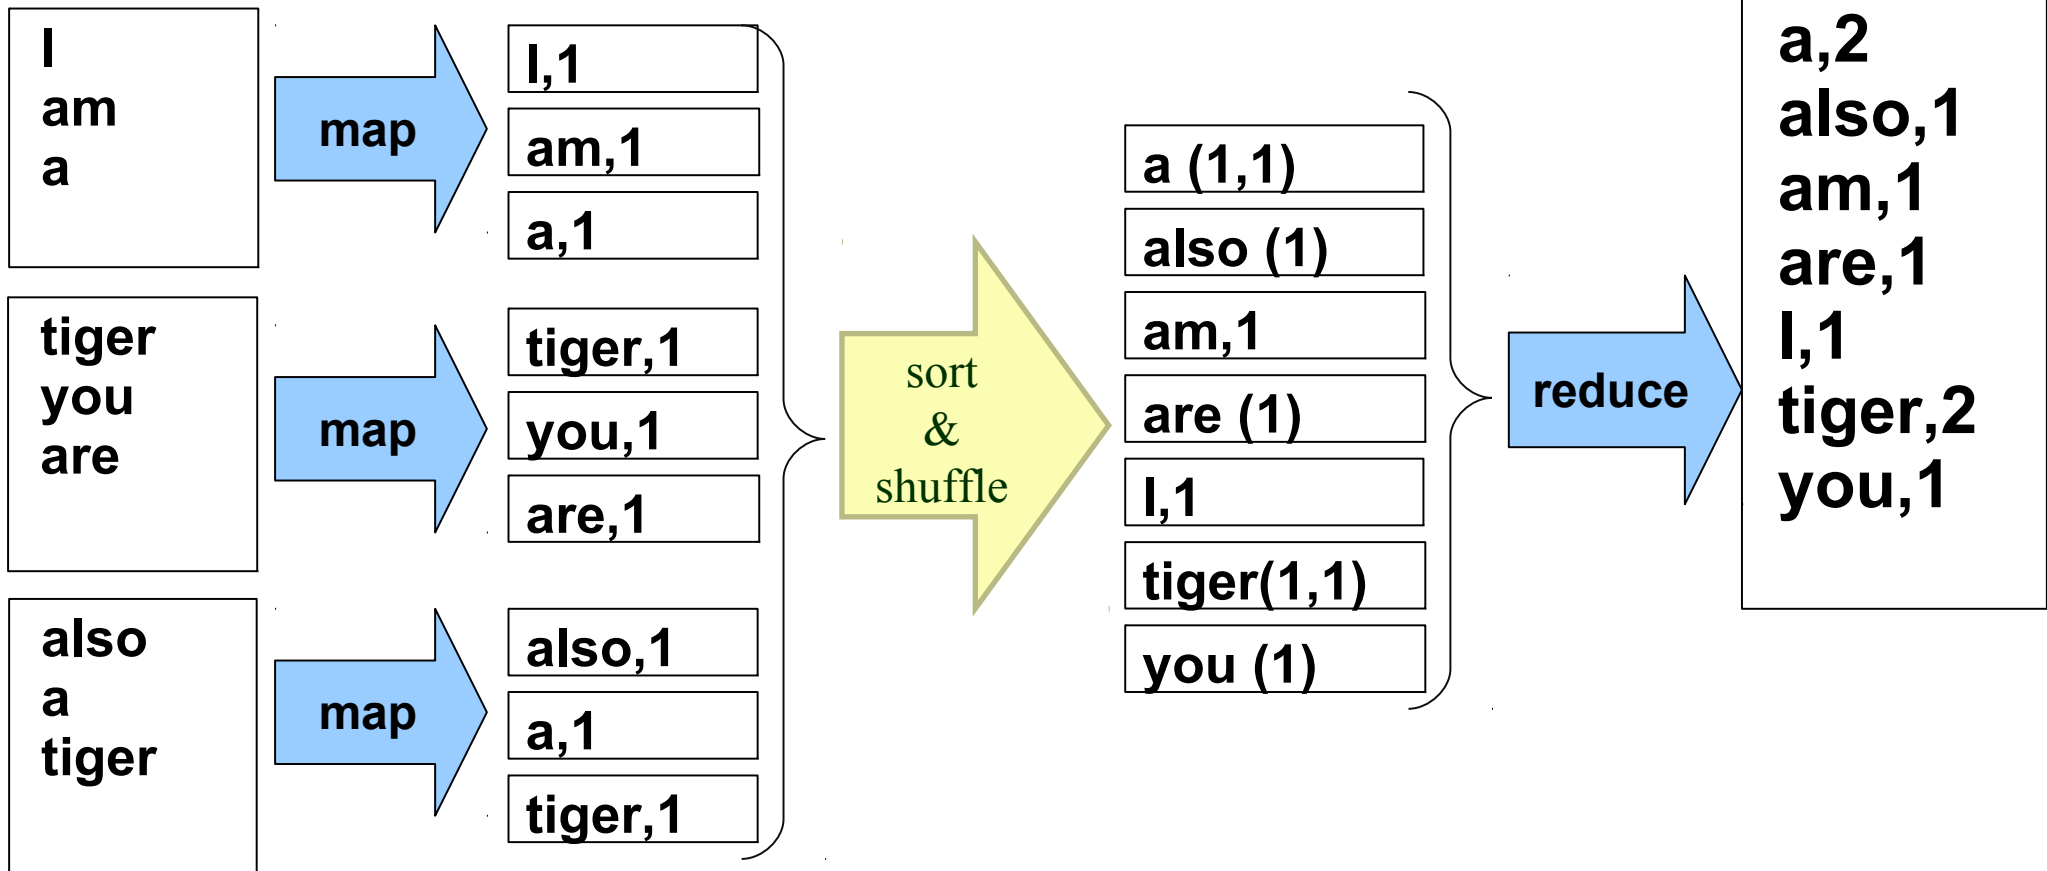 I
am
a
map
I,1
am,1
a,1
tiger
you
are
map
tiger,1
you,1
are,1
also
a
tiger
map
also,1
a,1
tiger,1
sort
&
shuffle
a (1,1)
also (1)
am,1
are (1)
I,1
tiger(1,1)
you (1)
reduce
a,2
also,1
am,1
are,1
I,1
tiger,2
you,1